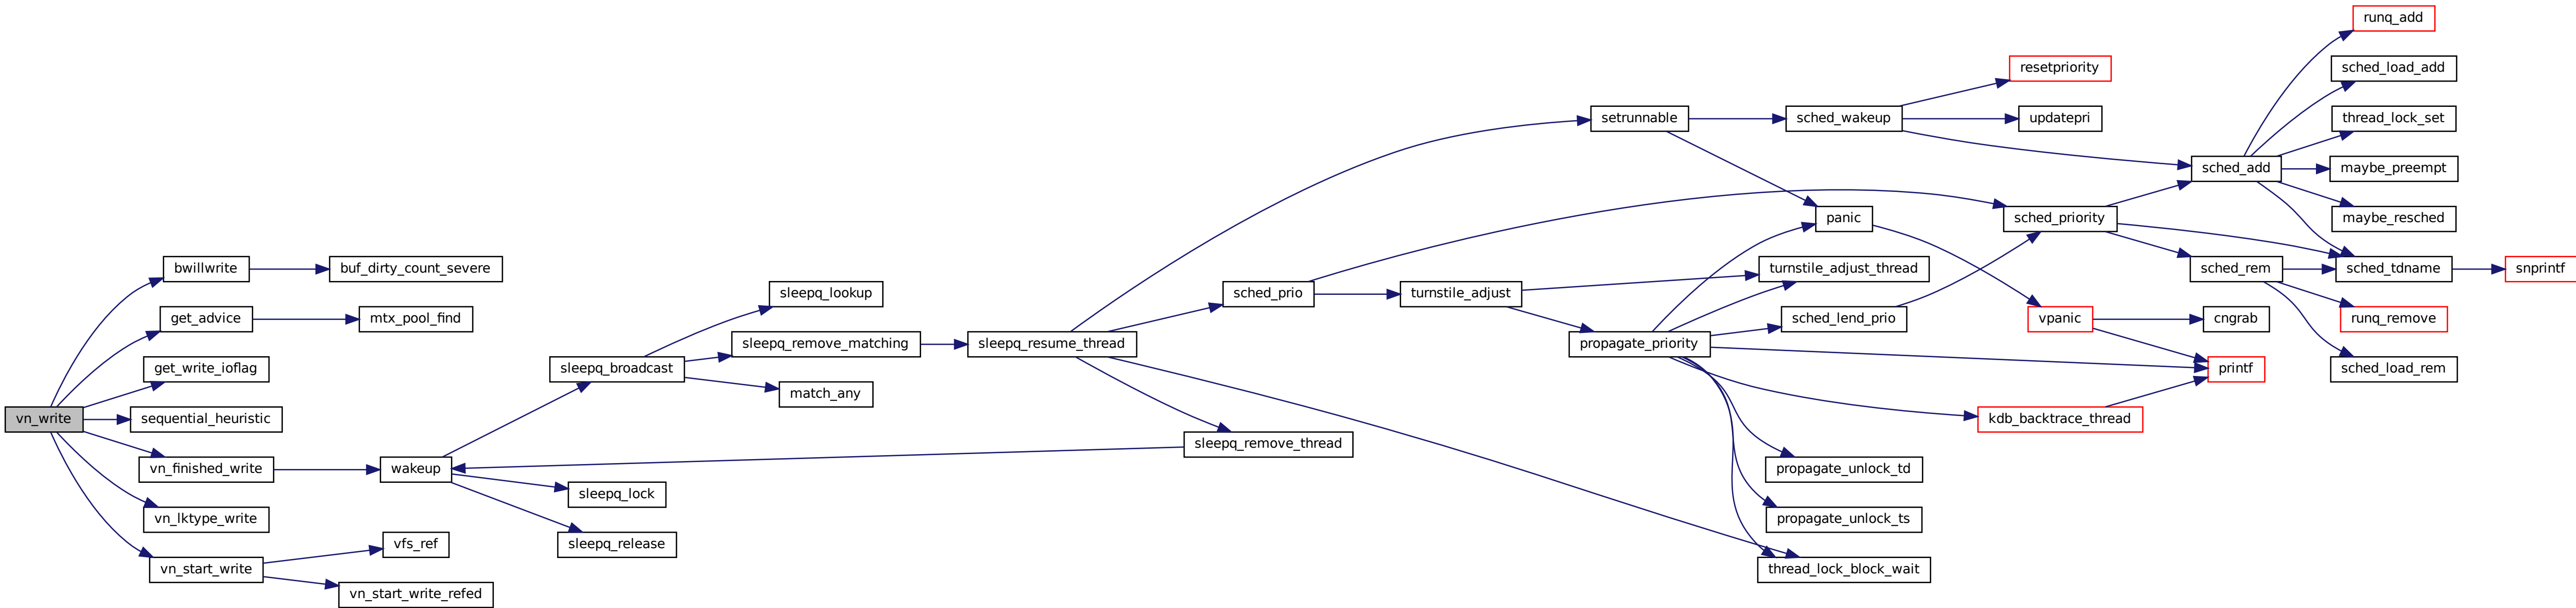 vn_write
bwillwrite
buf_dirty_count_severe
get_advice
mtx_pool_find
get_write_ioflag
sequential_heuristic
vn_finished_write
wakeup
sleepq_broadcast
sleepq_lookup
sleepq_remove_matching
sleepq_resume_thread
setrunnable
sched_wakeup
resetpriority
updatepri
sched_add
runq_add
sched_load_add
thread_lock_set
maybe_preempt
maybe_resched
sched_tdname
snprintf
panic
vpanic
cngrab
printf
sched_prio
sched_priority
sched_rem
runq_remove
sched_load_rem
turnstile_adjust
turnstile_adjust_thread
propagate_priority
sched_lend_prio
kdb_backtrace_thread
propagate_unlock_td
propagate_unlock_ts
thread_lock_block_wait
sleepq_remove_thread
match_any
sleepq_lock
sleepq_release
vn_lktype_write
vn_start_write
vfs_ref
vn_start_write_refed